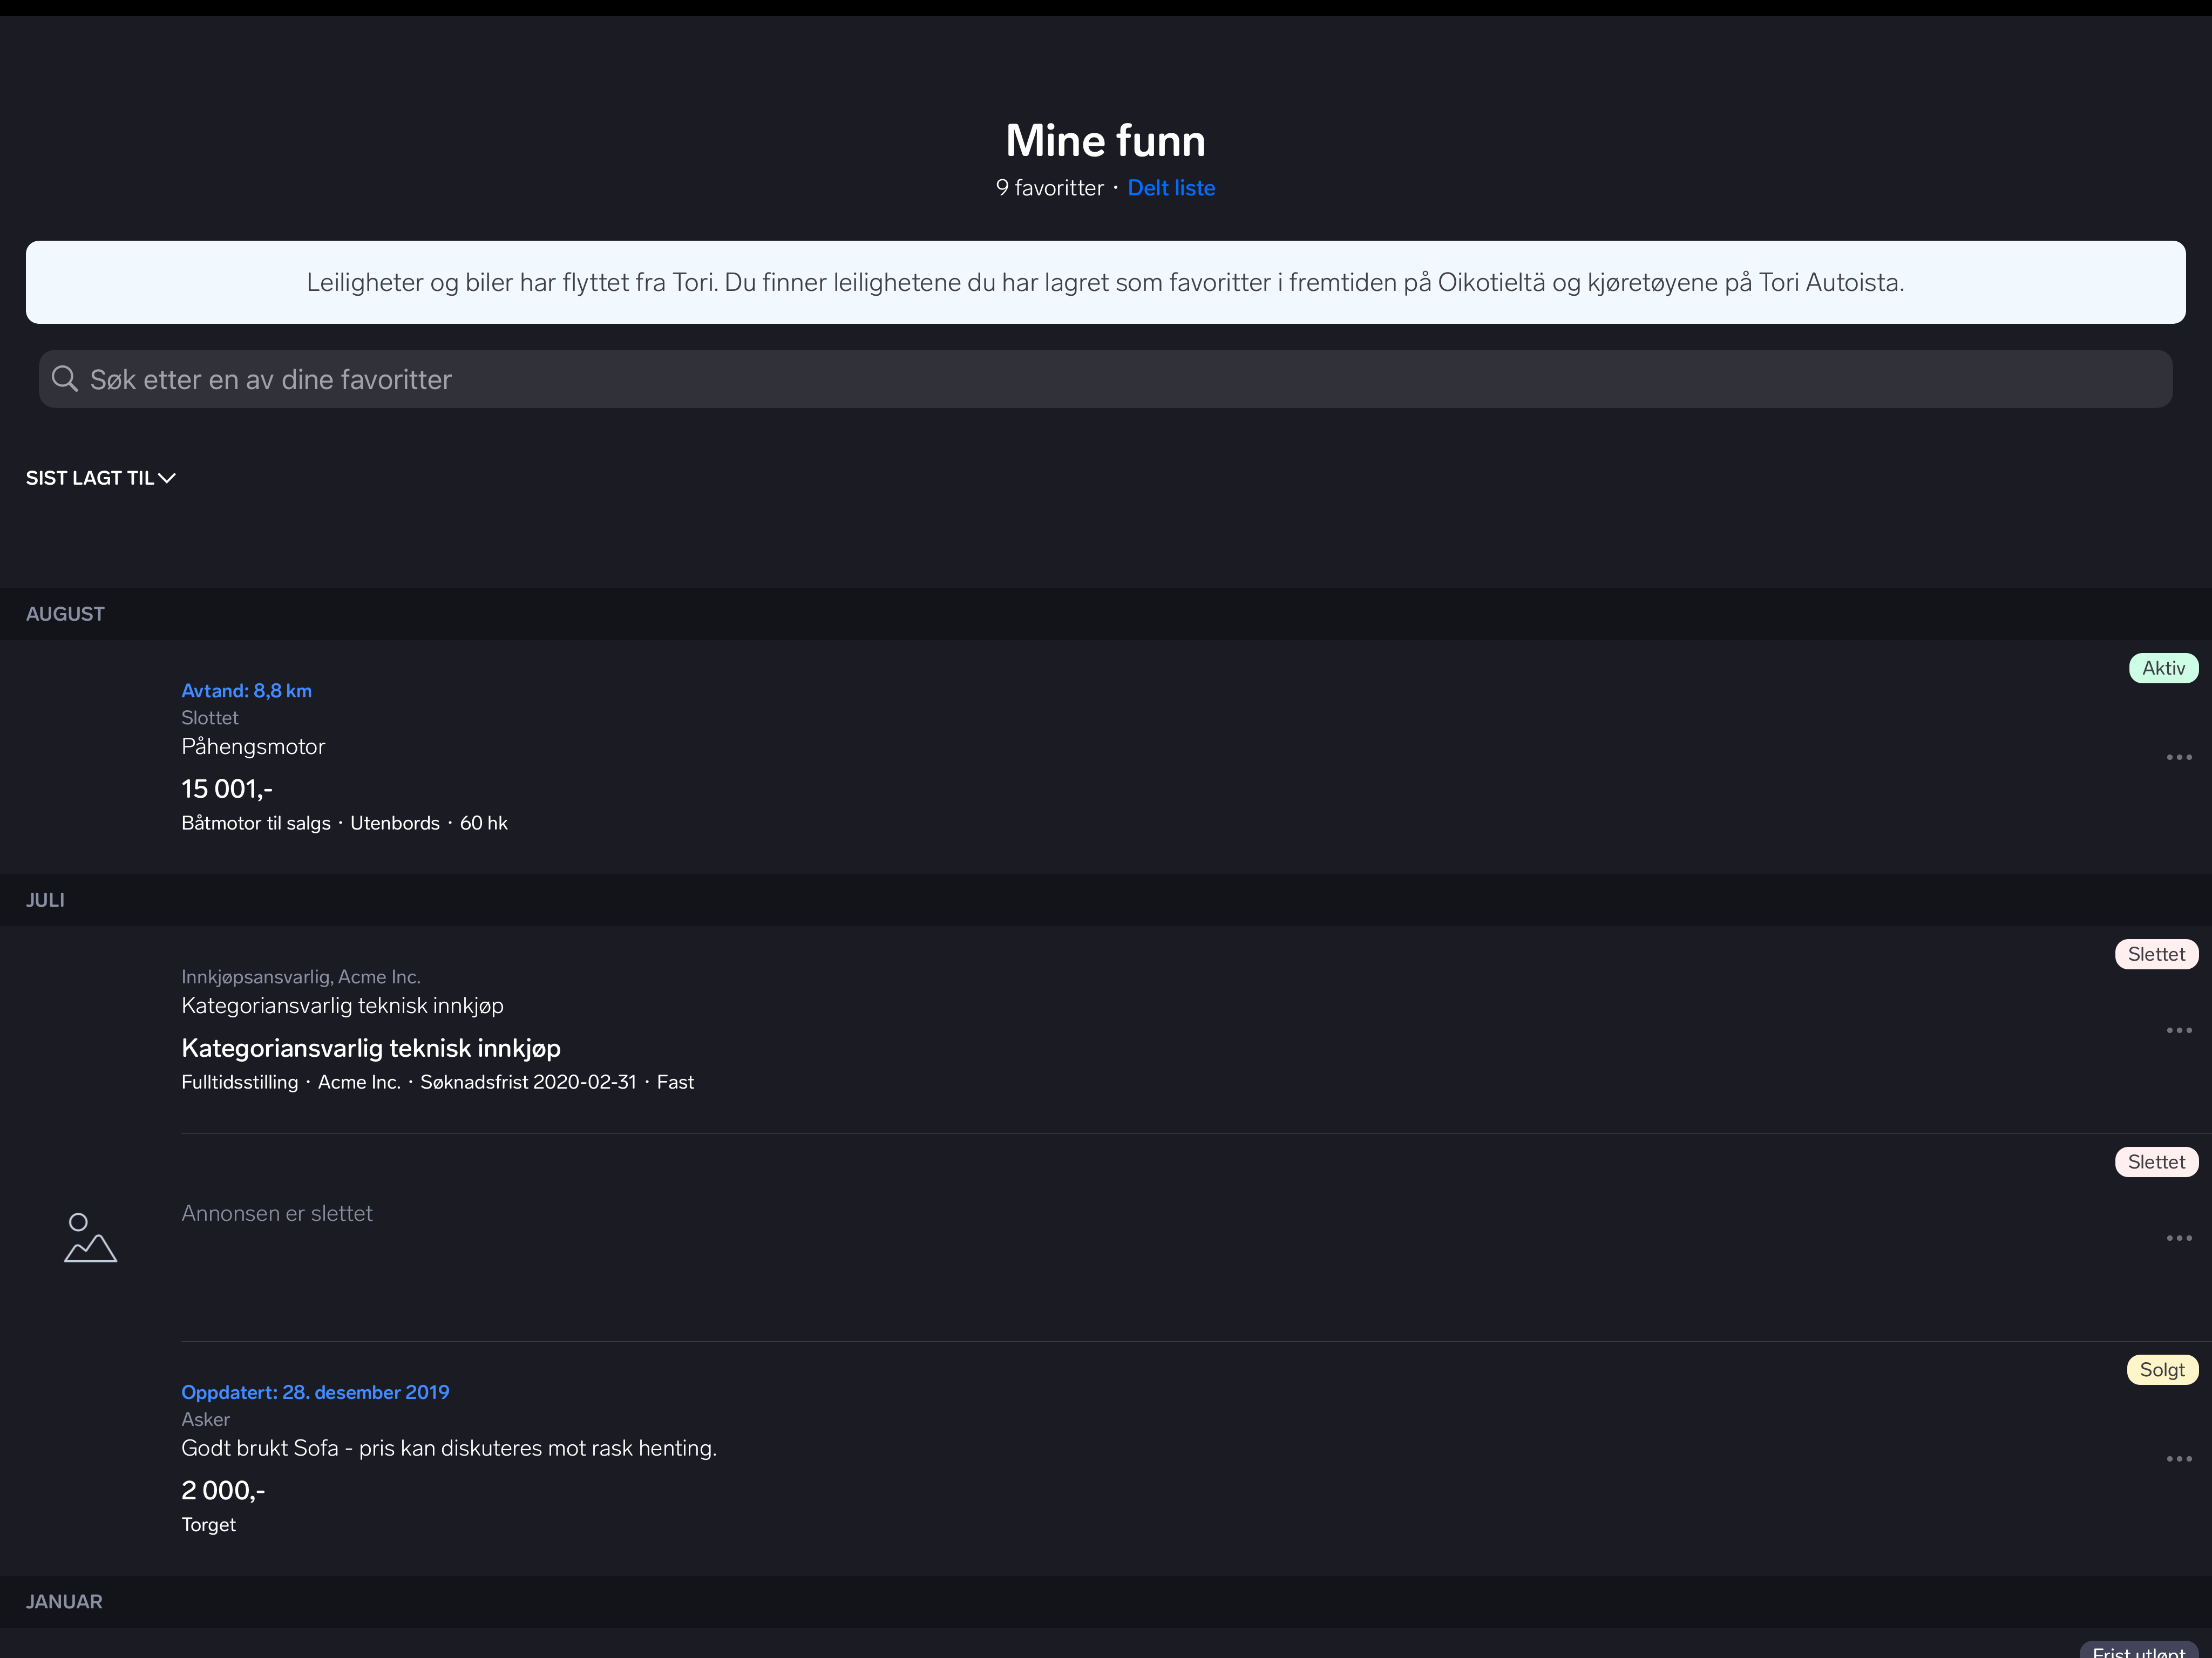 Mine funn
9 favoritter · Delt liste
Leiligheter og biler har flyttet fra Tori. Du finner leilighetene du har lagret som favoritter i fremtiden på Oikotieltä og kjøretøyene på Tori Autoista.
Søk etter en av dine favoritter
SIST LAGT TIL
AUGUST
Aktiv
Avtand: 8,8 km
Slottet
Påhengsmotor
15 001,-
Båtmotor til salgs · Utenbords · 60 hk
JULI
Slettet
Innkjøpsansvarlig, Acme Inc.
Kategoriansvarlig teknisk innkjøp
Kategoriansvarlig teknisk innkjøp
Fulltidsstilling · Acme Inc. · Søknadsfrist 2020-02-31 · Fast
Slettet
Annonsen er slettet
Solgt
Oppdatert: 28. desember 2019
Asker
Godt brukt Sofa - pris kan diskuteres mot rask henting.
2 000,-
Torget
JANUAR
Frist utløpt